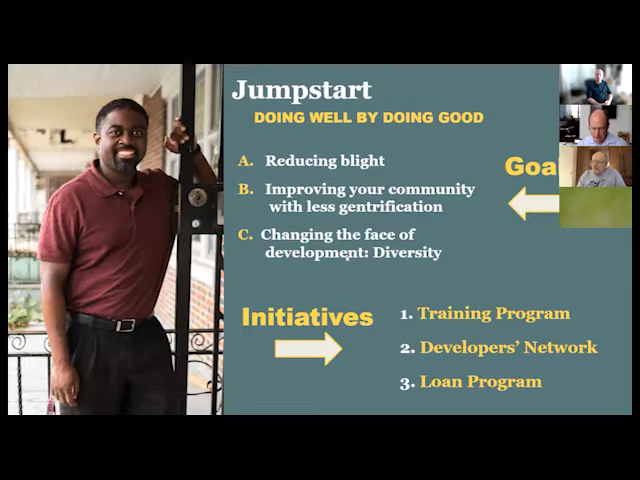 Jumpstart
DOING WELL BY DOING GOOD
A. Reducing blight
B. Improving your community
with less gentrification
C. Changing the face of
development: Diversity
Initiatives
1. Training Program
2. Developers' Network
3. Loan Program